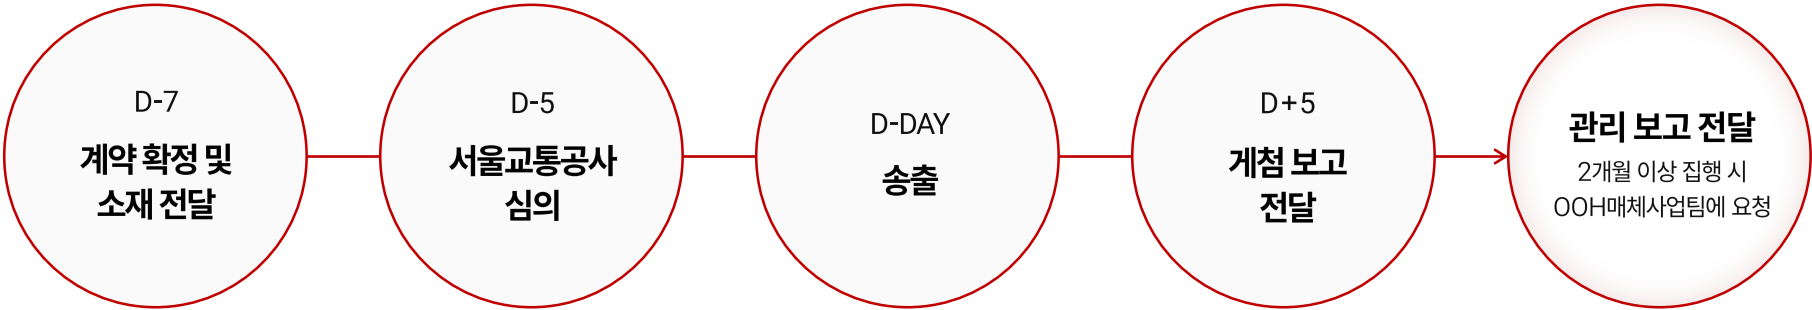 D-7
계약 확정 및
소재 전달
D-5
서울교통공사
심의
D-DAY
송출
D+5
게첨 보고
전달
관리 보고 전달
2개월 이상 집행 시
OOH매체사업팀에 요청